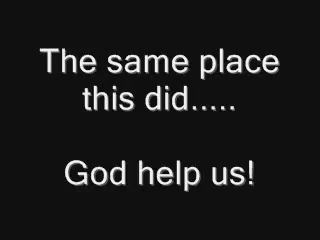 The same place
this did.....
God help us!